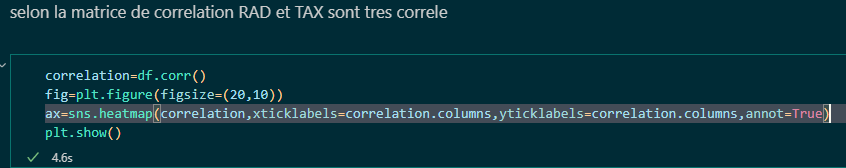 selon la matrice de correlation RAD et TAX sont tres correle
correlation=df.corr()
fig=plt.figure(figsize=(20,10))
ax=sns.heatmap(correlation,xticklabels=correlation.columns,yticklabels=correlation.columns,annot=True)
plt.show()
4.6s